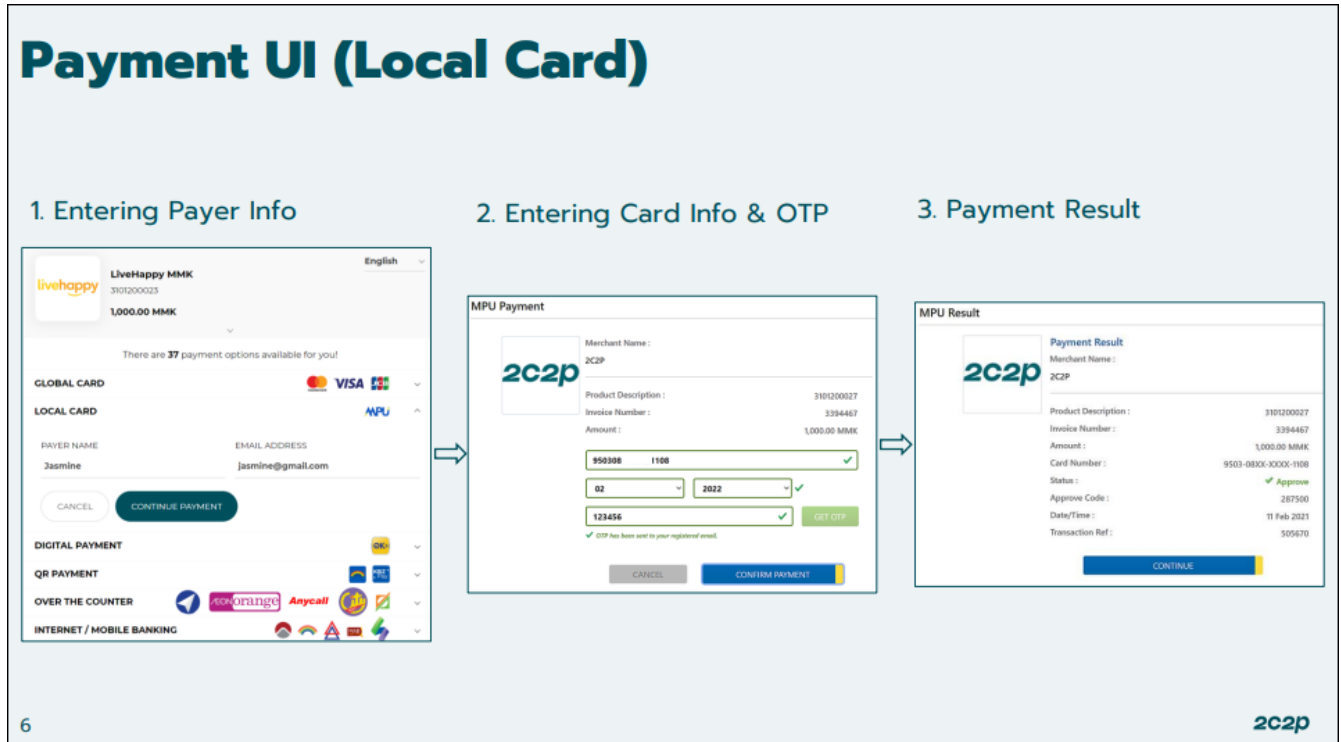 Payment UI (Local Card)
1. Entering Payer Info
livehappy
LiveHappy MMK
3101200023
1,000.00 MMK
English
There are 37 payment options available for you!
GLOBAL CARD
VISA JCB
LOCAL CARD
MPU
PAYER NAME
EMAIL ADDRESS
Jasmine
jasmine@gmail.com
CANCEL
CONTINUE PAYMENT
DIGITAL PAYMENT
OK$
QR PAYMENT
KBZ
OVER THE COUNTER
ÆON orange
Anycall
City
INTERNET / MOBILE BANKING
2. Entering Card Info & OTP
MPU Payment
2c2p
Merchant Name :
2C2P
Product Description :
3101200027
Invoice Number :
3394467
Amount :
1,000.00 MMK
950308 1108
02
2022
123456
GET OTP
OTP has been sent to your registered email.
CANCEL
CONFIRM PAYMENT
3. Payment Result
MPU Result
2c2p
Payment Result
Merchant Name :
2C2P
Product Description :
3101200027
Invoice Number :
3394467
Amount :
1,000.00 MMK
Card Number :
9503-08XX-XXXX-1108
Status :
Approve
Approve Code :
287500
Date/Time :
11 Feb 2021
Transaction Ref :
505670
CONTINUE
6
2c2p